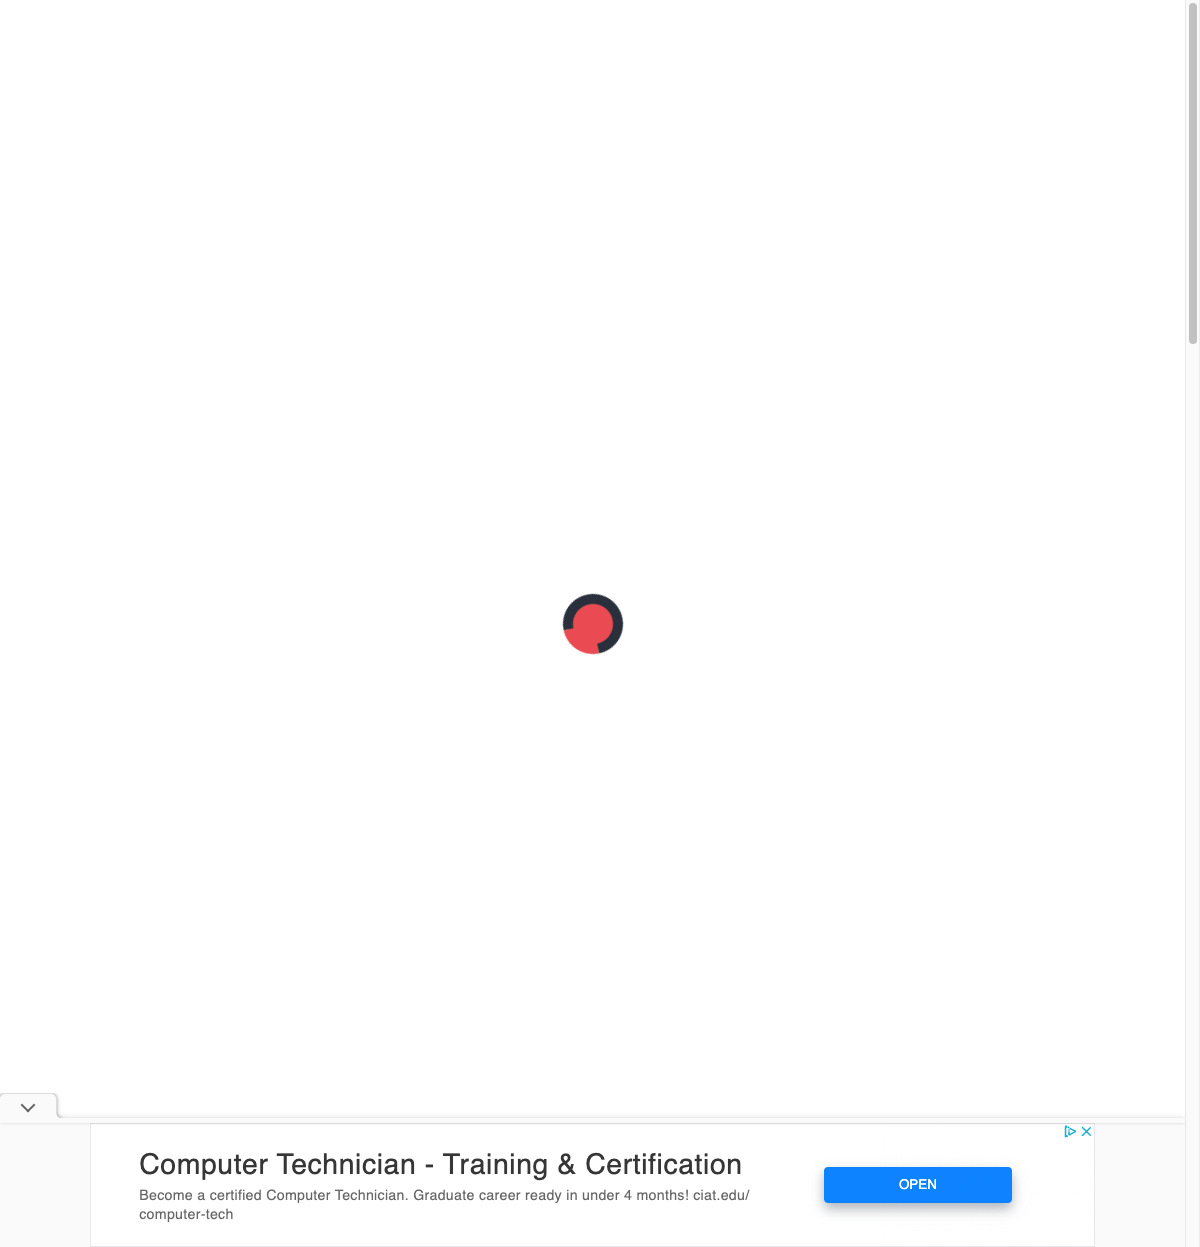 Computer Technician - Training & Certification
Become a certified Computer Technician. Graduate career ready in under 4 months! ciat.edu/
computer-tech
OPEN